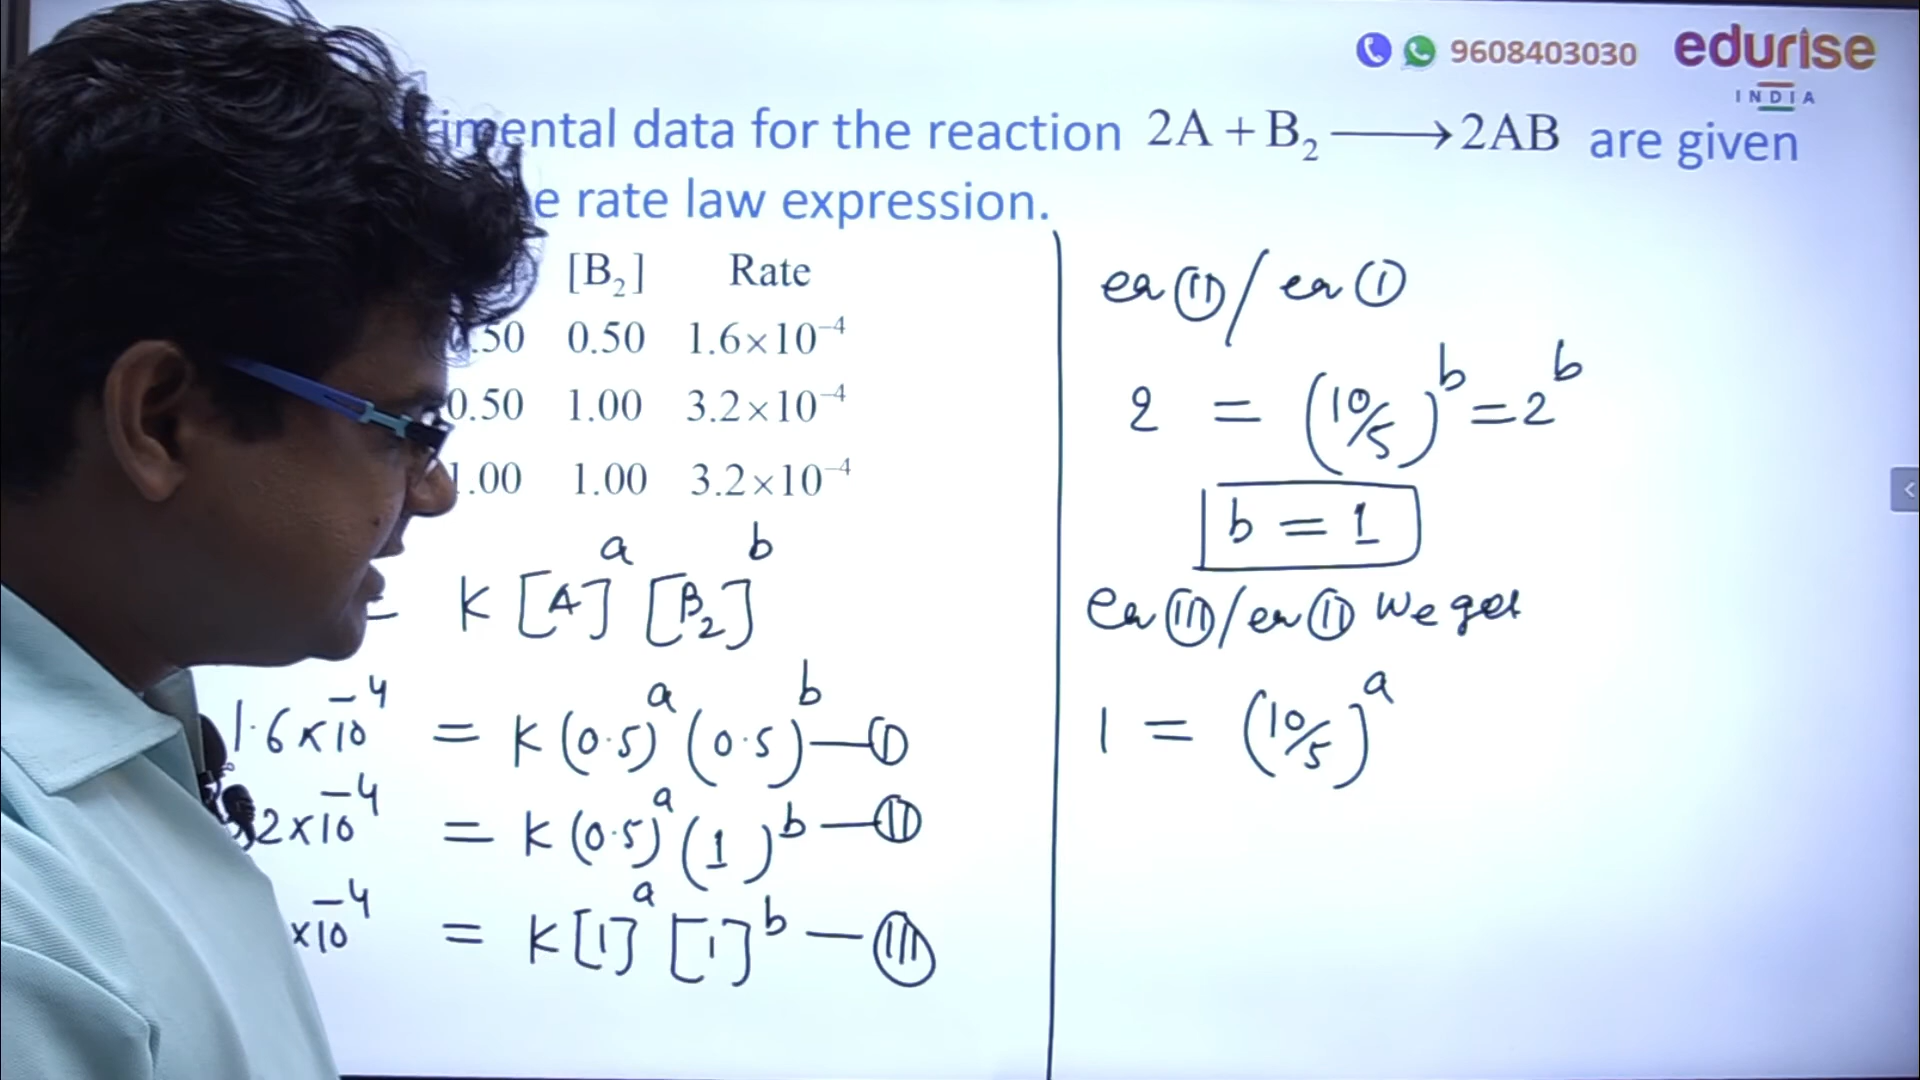 9608403030 edurise
INDIA
imental data for the reaction 2A + B₂ ⟶ 2AB are given
e rate law expression.
[B₂] Rate
.50 0.50 1.6×10⁻⁴
0.50 1.00 3.2×10⁻⁴
1.00 1.00 3.2×10⁻⁴
= K [A]ᵃ [B₂]ᵇ
1.6×10⁻⁴ = K (0.5)ᵃ (0.5)ᵇ — Ⓘ
2×10⁻⁴ = K (0.5)ᵃ (1)ᵇ — ⓘⓘ
×10⁻⁴ = K [1]ᵃ [1]ᵇ — (III)
eq (II) / eq (I)
2 = (10/5)ᵇ = 2ᵇ
b = 1
eq (III) / eq (II) we get
1 = (10/5)ᵃ
<